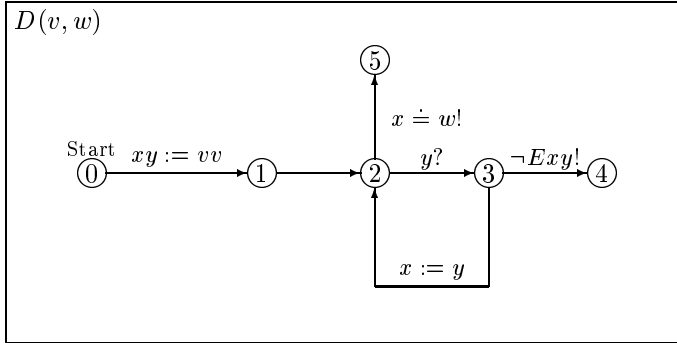 D(v, w)
5
x ≐ w!
Start
xy := vv
y?
¬Exy!
0
1
2
3
4
x := y